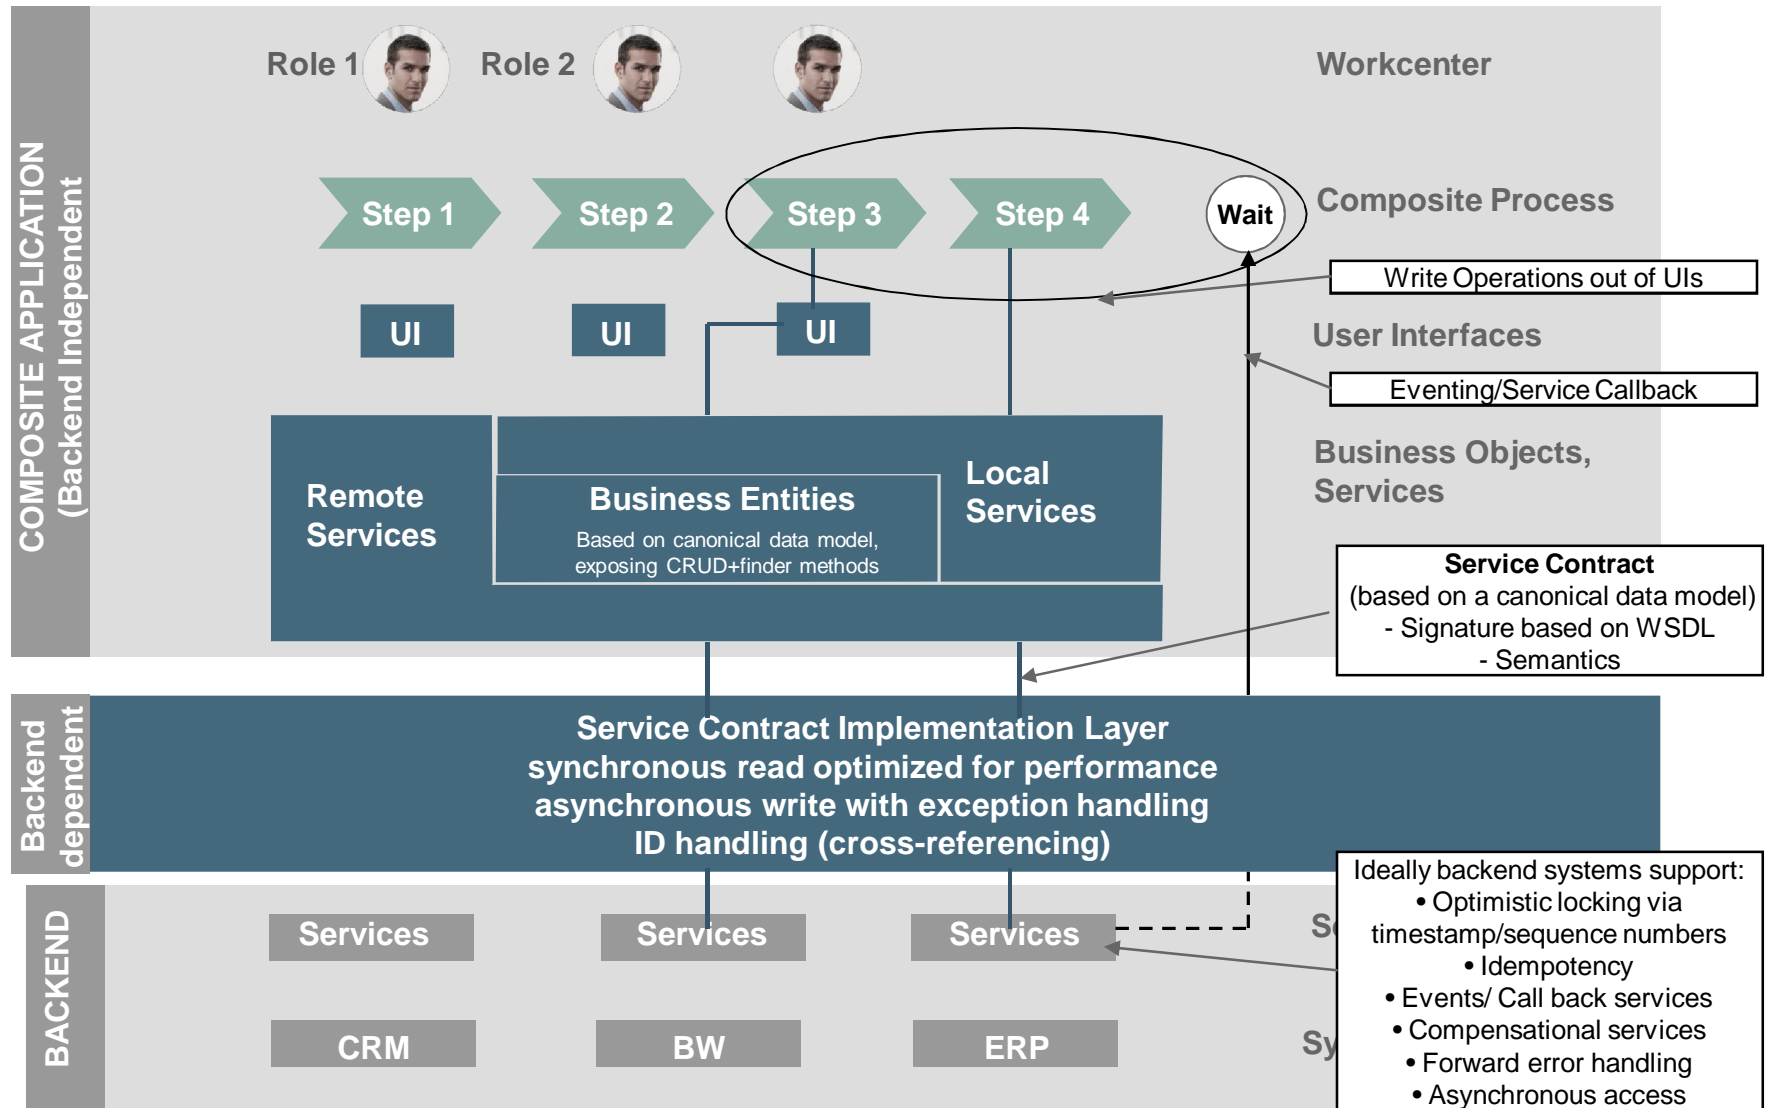 COMPOSITE APPLICATION
(Backend Independent
Role 1
Role 2
Workcenter
Step 1
Step 2
Step 3
Step 4
Wait
Composite Process
Write Operations out of UIs
UI
UI
UI
User Interfaces
Eventing/Service Callback
Remote
Services
Business Entities
Based on canonical data model,
exposing CRUD+finder methods
Local
Services
Business Objects,
Services
Service Contract
(based on a canonical data model)
- Signature based on WSDL
- Semantics
Backend
dependent
Service Contract Implementation Layer
synchronous read optimized for performance
asynchronous write with exception handling
ID handling (cross-referencing)
BACKEND
Services
Services
Services
CRM
BW
ERP
Ideally backend systems support:
• Optimistic locking via
timestamp/sequence numbers
• Idempotency
• Events/ Call back services
• Compensational services
• Forward error handling
• Asynchronous access